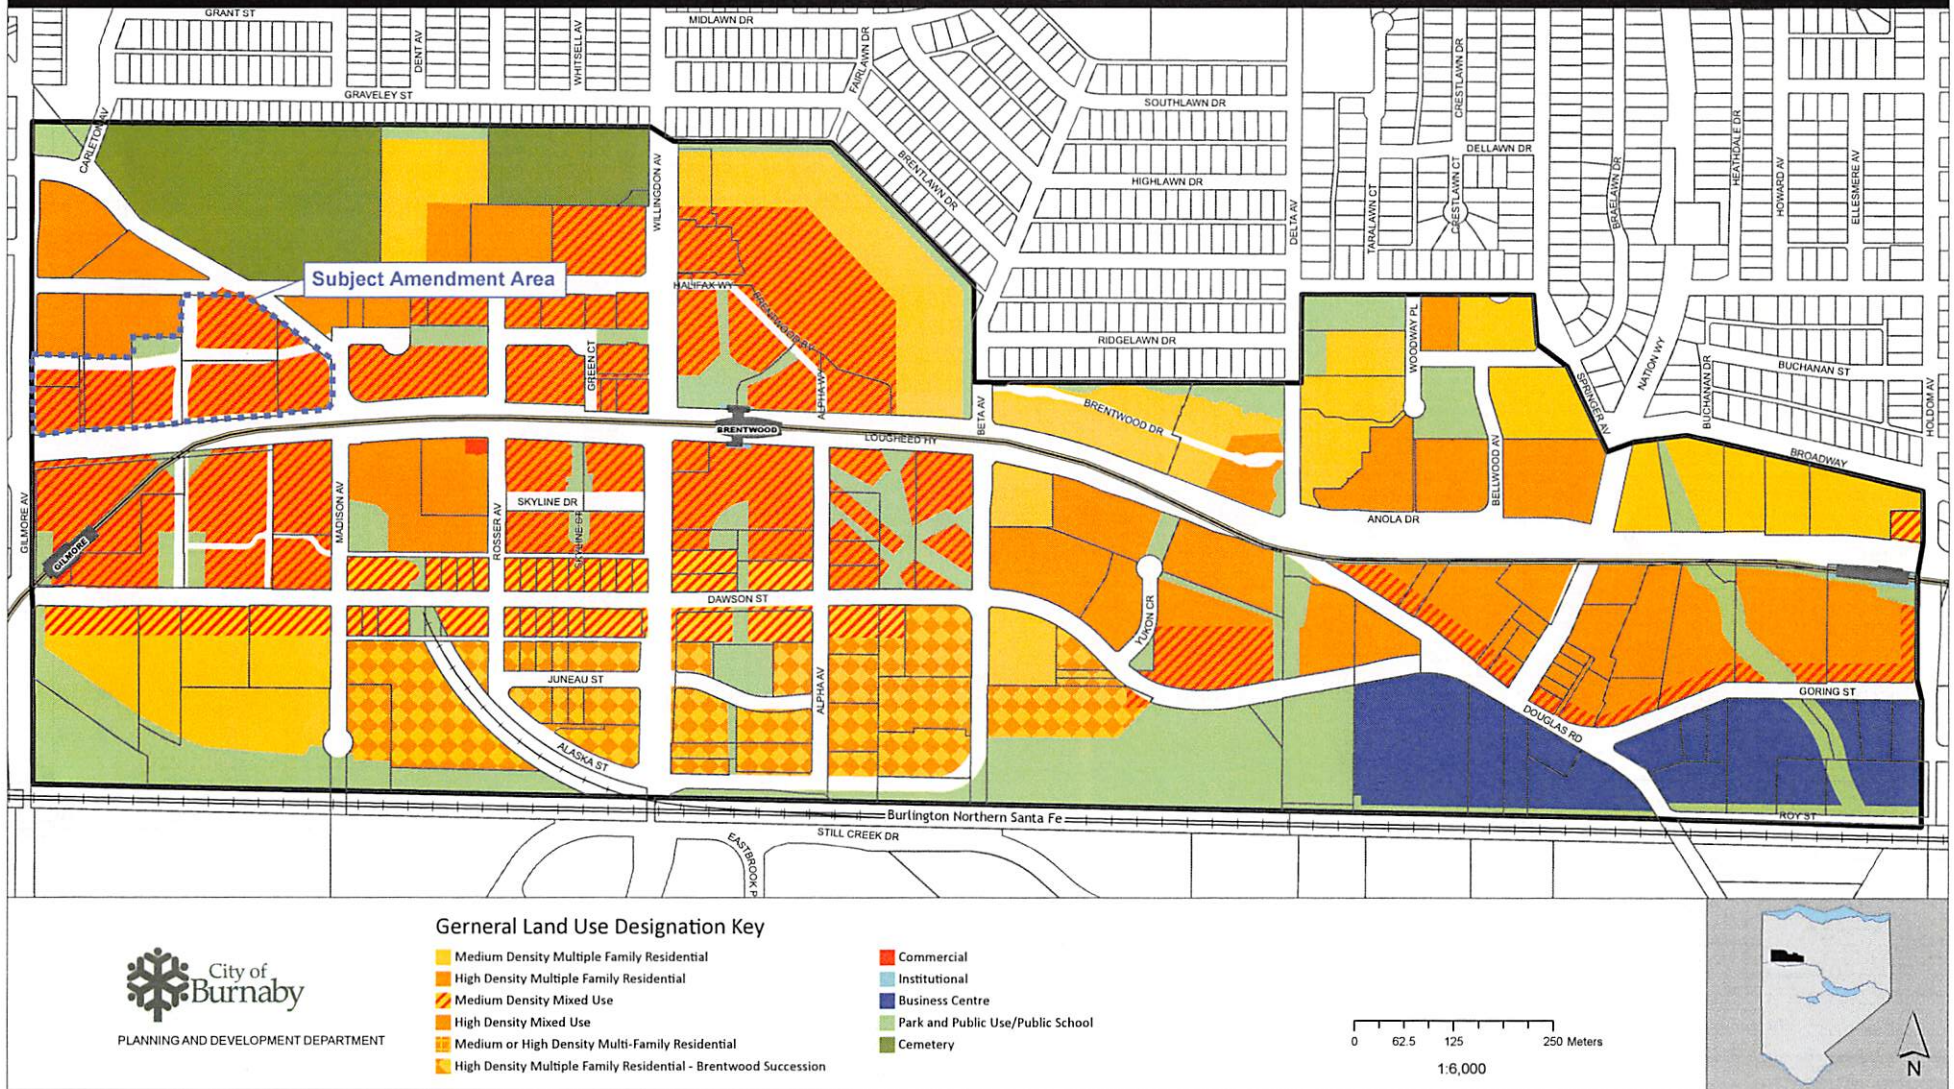 GRANT ST
DENT AV
WHITSELL AV
MIDLAWN DR
FAIRLAWN DR
GRAVELEY ST
SOUTHLAWN DR
CRESTLAWN DR
CARLETON AV
WILLINGDON AV
BRENTLAWN DR
HIGHLAWN DR
DELLAWN DR
DELTA AV
TARALAWN CT
CRESTLAWN CT
BRAELAWN DR
HEATHDALE DR
HOWARD AV
ELLESMERE AV
Subject Amendment Area
HALIFAX WY
BRENTWOOD BV
RIDGELAWN DR
WOODWAY PL
NATION WY
BUCHANAN DR
BUCHANAN ST
SPRINGER AV
HOLDOM AV
GREEN CT
ALPHA WY
BRENTWOOD
LOUGHEED HY
BETA AV
BRENTWOOD DR
BELLWOOD AV
BROADWAY
GILMORE AV
GILMORE
MADISON AV
ROSSER AV
SKYLINE DR
SKYLINE ST
ANOLA DR
DAWSON ST
YUKON CR
JUNEAU ST
ALPHA AV
ALASKA ST
GORING ST
DOUGLAS RD
ROY ST
Burlington Northern Santa Fe
STILL CREEK DR
EASTBROOK P
City of
Burnaby
PLANNING AND DEVELOPMENT DEPARTMENT
Gerneral Land Use Designation Key
Medium Density Multiple Family Residential
High Density Multiple Family Residential
Medium Density Mixed Use
High Density Mixed Use
Medium or High Density Multi-Family Residential
High Density Multiple Family Residential - Brentwood Succession
Commercial
Institutional
Business Centre
Park and Public Use/Public School
Cemetery
0 62.5 125 250 Meters
1:6,000
N